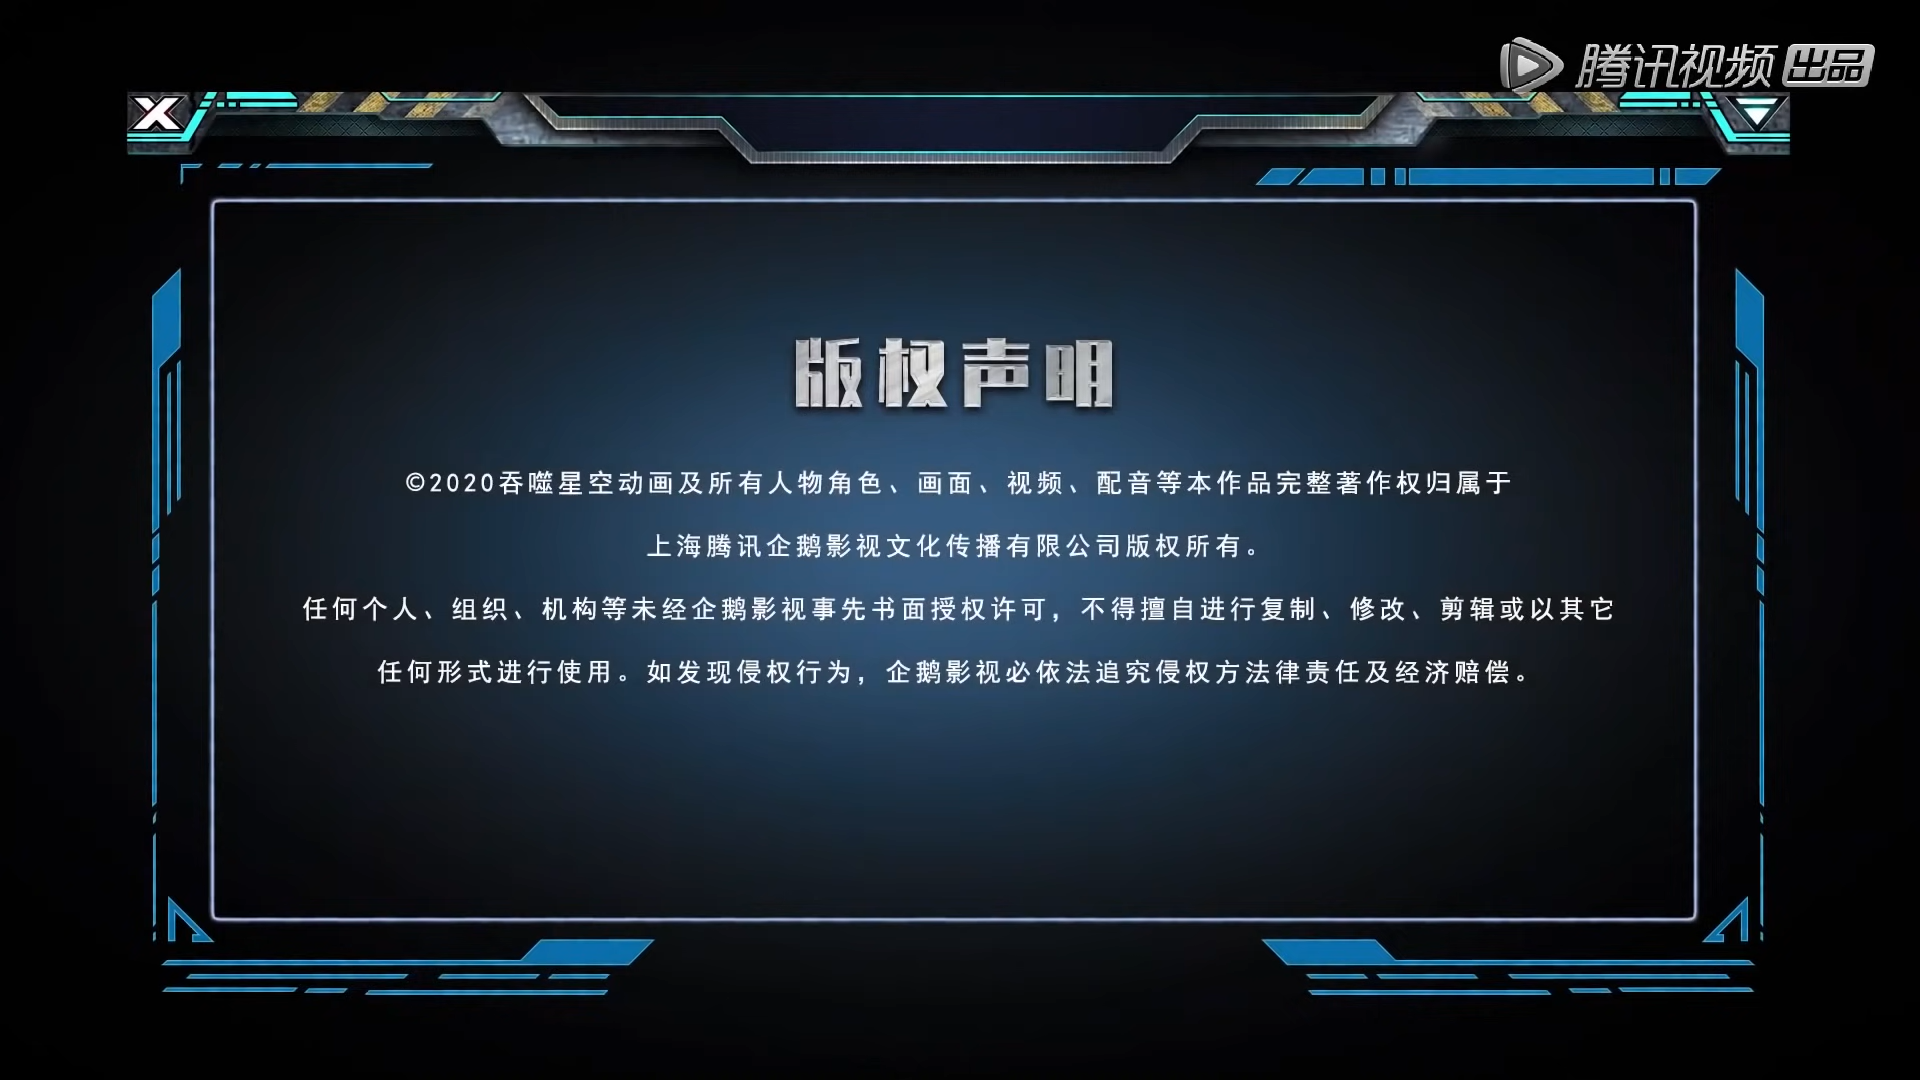 腾讯视频 出品
版权声明
©2020吞噬星空动画及所有人物角色、画面、视频、配音等本作品完整著作权归属于
上海腾讯企鹅影视文化传播有限公司版权所有。
任何个人、组织、机构等未经企鹅影视事先书面授权许可，不得擅自进行复制、修改、剪辑或以其它
任何形式进行使用。如发现侵权行为，企鹅影视必依法追究侵权方法律责任及经济赔偿。